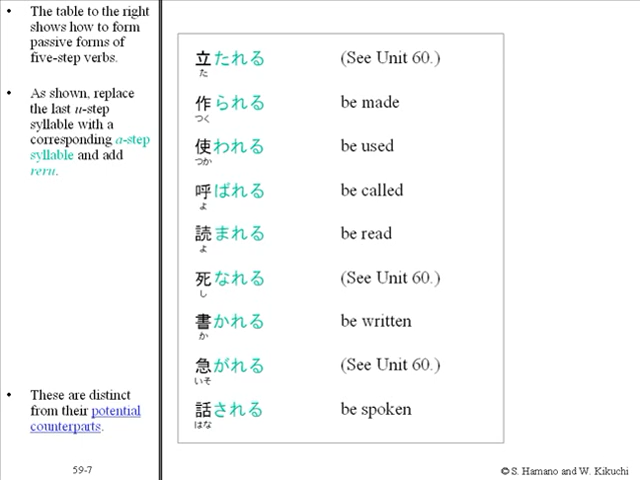 • The table to the right
shows how to form
passive forms of
five-step verbs.
• As shown, replace
the last u-step
syllable with a
corresponding a-step
syllable and add
reru.
• These are distinct
from their potential
counterparts.
59-7
立たれる (See Unit 60.)
た
作られる be made
つく
使われる be used
つか
呼ばれる be called
よ
読まれる be read
よ
死なれる (See Unit 60.)
し
書かれる be written
か
急がれる (See Unit 60.)
いそ
話される be spoken
はな
© S. Hamano and W. Kikuchi